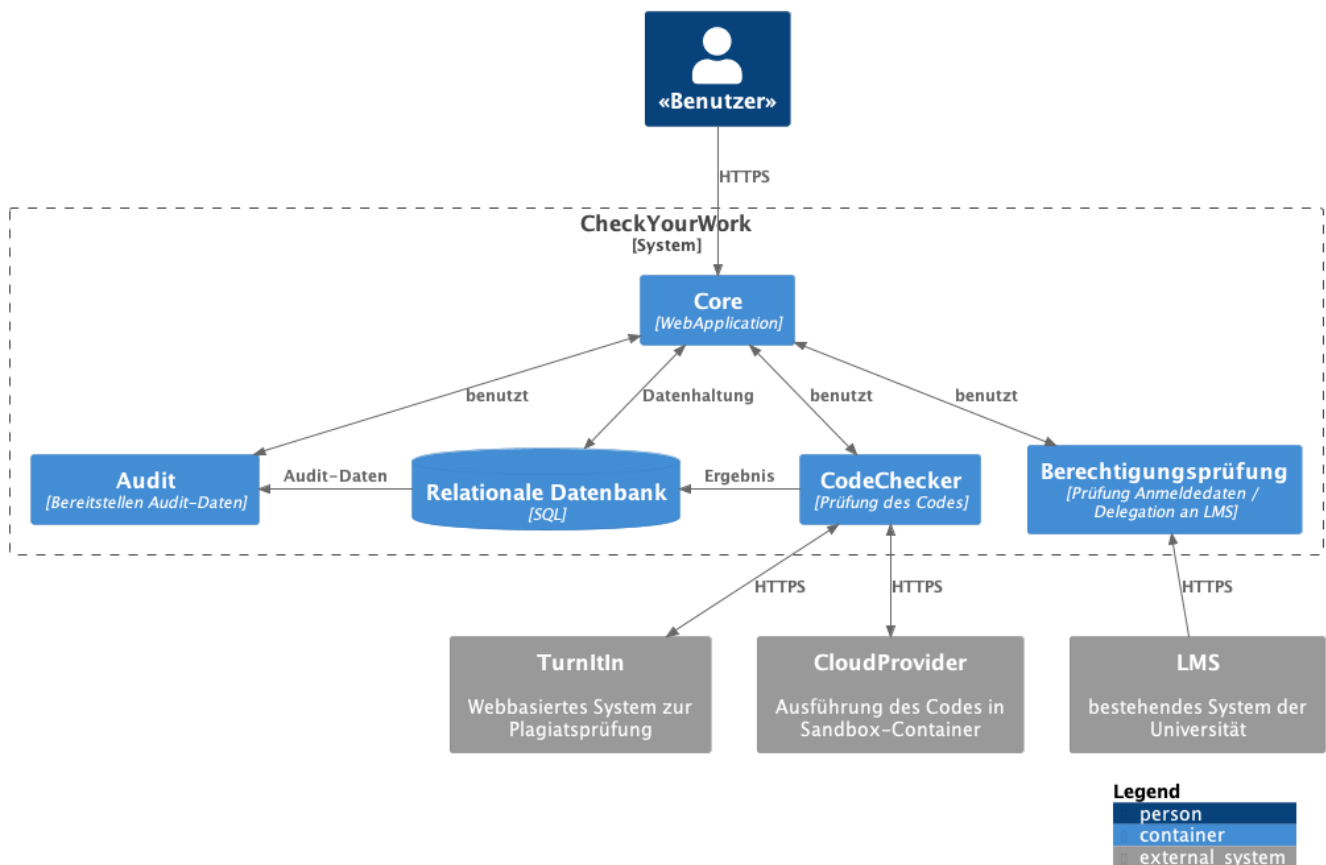 «Benutzer»
HTTPS
CheckYourWork
[System]
Core
[WebApplication]
benutzt
Datenhaltung
benutzt
benutzt
Audit
[Bereitstellen Audit-Daten]
Audit-Daten
Relationale Datenbank
[SQL]
Ergebnis
CodeChecker
[Prüfung des Codes]
Berechtigungsprüfung
[Prüfung Anmeldedaten /
Delegation an LMS]
HTTPS
HTTPS
HTTPS
TurnItIn
Webbasiertes System zur
Plagiatsprüfung
CloudProvider
Ausführung des Codes in
Sandbox-Container
LMS
bestehendes System der
Universität
Legend
person
container
external_system